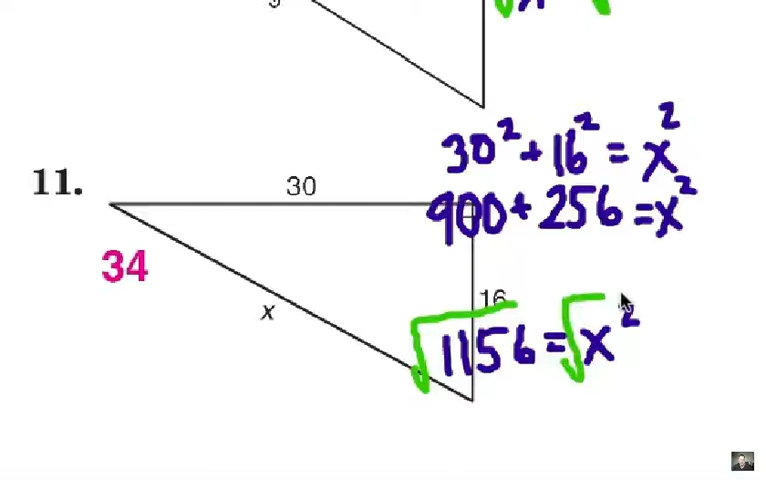 30² + 16² = x²
11.
30
900 + 256 = x²
34
16
x
√1156 = √x²